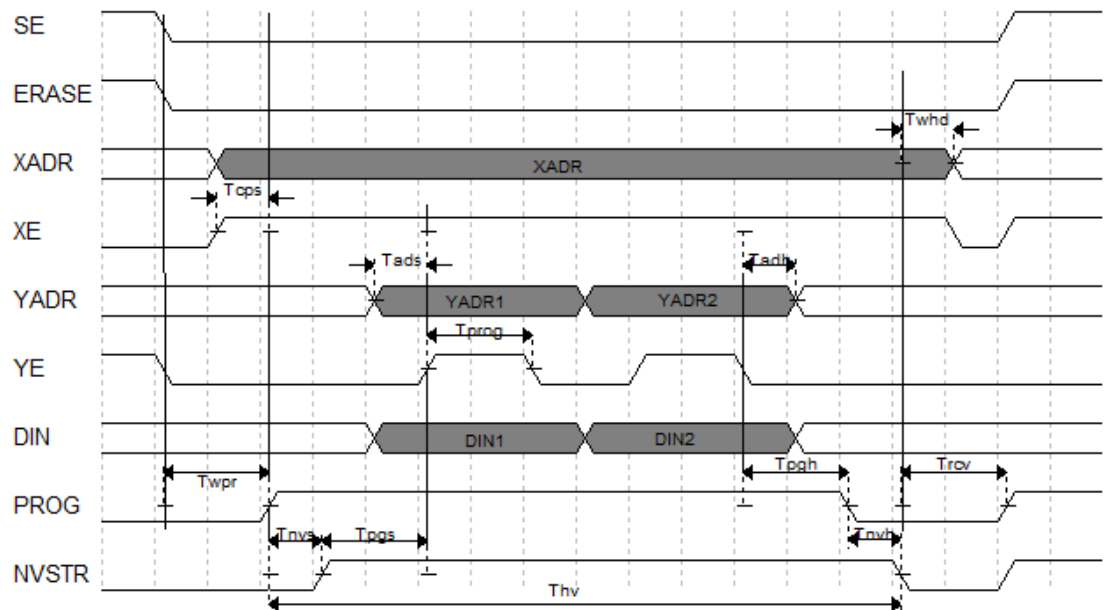 SE
ERASE
Twhd
XADR
XADR
Tcps
XE
Tads
Tadh
YADR
YADR1
YADR2
Tprog
YE
DIN
DIN1
DIN2
Tpgh
Trcv
Twpr
PROG
Tnvs
Tpgs
Tnvh
NVSTR
Thv